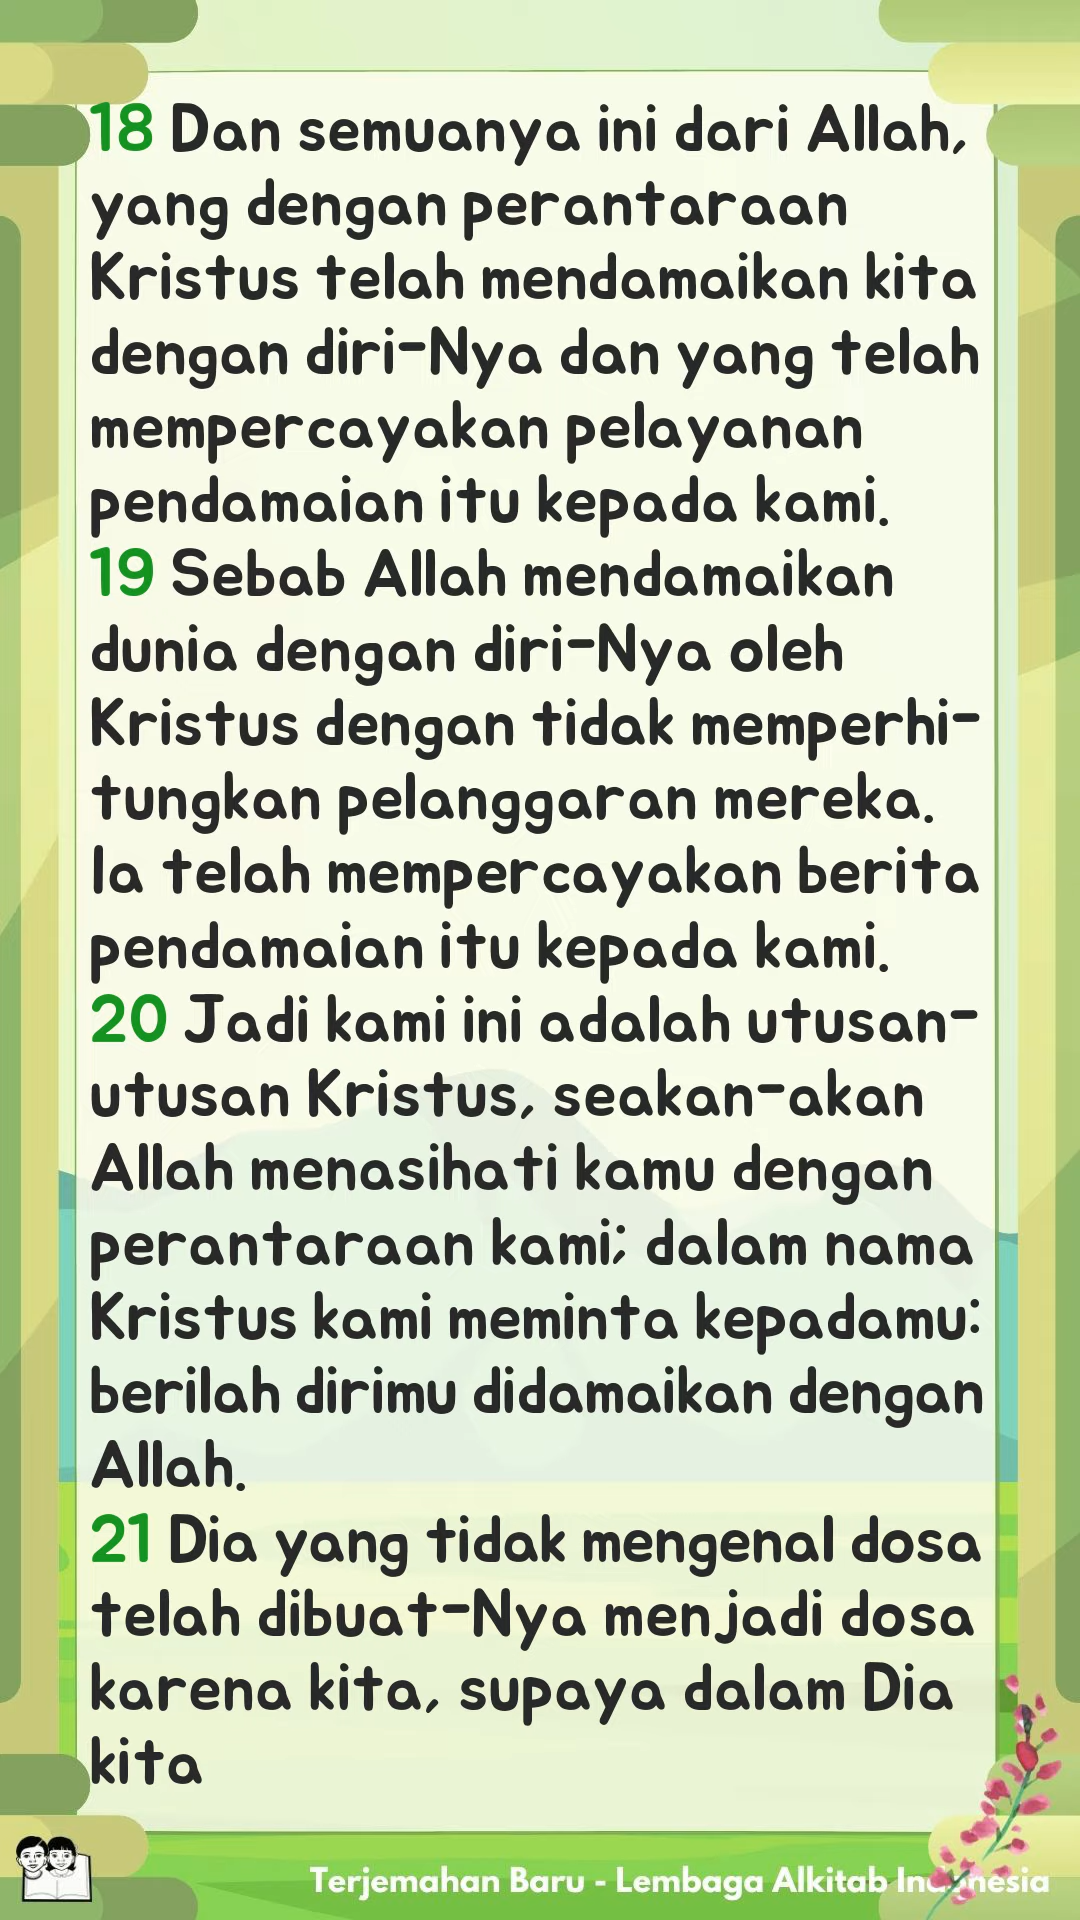 18 Dan semuanya ini dari Allah,
yang dengan perantaraan
Kristus telah mendamaikan kita
dengan diri-Nya dan yang telah
mempercayakan pelayanan
pendamaian itu kepada kami.
19 Sebab Allah mendamaikan
dunia dengan diri-Nya oleh
Kristus dengan tidak memperhi-
tungkan pelanggaran mereka.
Ia telah mempercayakan berita
pendamaian itu kepada kami.
20 Jadi kami ini adalah utusan-
utusan Kristus, seakan-akan
Allah menasihati kamu dengan
perantaraan kami; dalam nama
Kristus kami meminta kepadamu:
berilah dirimu didamaikan dengan
Allah.
21 Dia yang tidak mengenal dosa
telah dibuat-Nya menjadi dosa
karena kita, supaya dalam Dia
kita
Terjemahan Baru - Lembaga Alkitab Indonesia